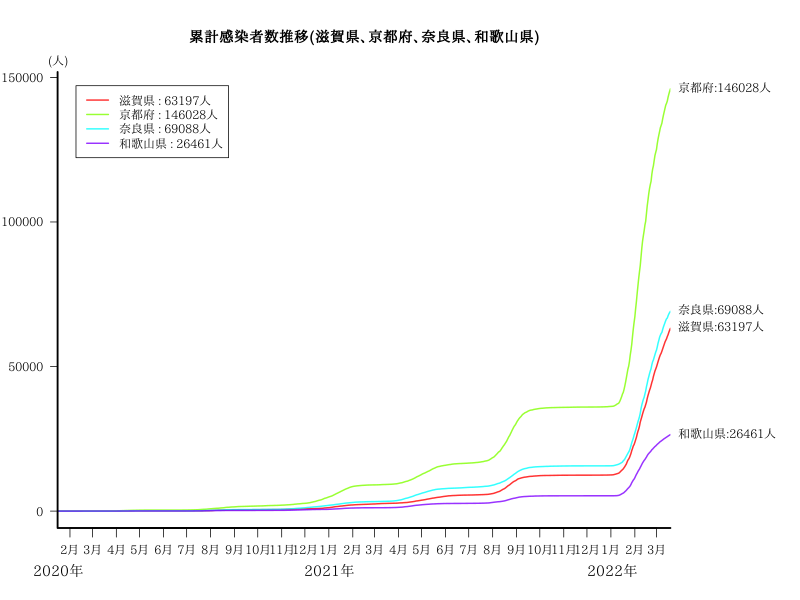 累計感染者数推移(滋賀県、京都府、奈良県、和歌山県)
(人)
150000
100000
50000
0
滋賀県 : 63197人
京都府 : 146028人
奈良県 : 69088人
和歌山県 : 26461人
京都府:146028人
奈良県:69088人
滋賀県:63197人
和歌山県:26461人
2月 3月 4月 5月 6月 7月 8月 9月 10月 11月 12月 1月 2月 3月 4月 5月 6月 7月 8月 9月 10月 11月 12月 1月 2月 3月
2020年 2021年 2022年